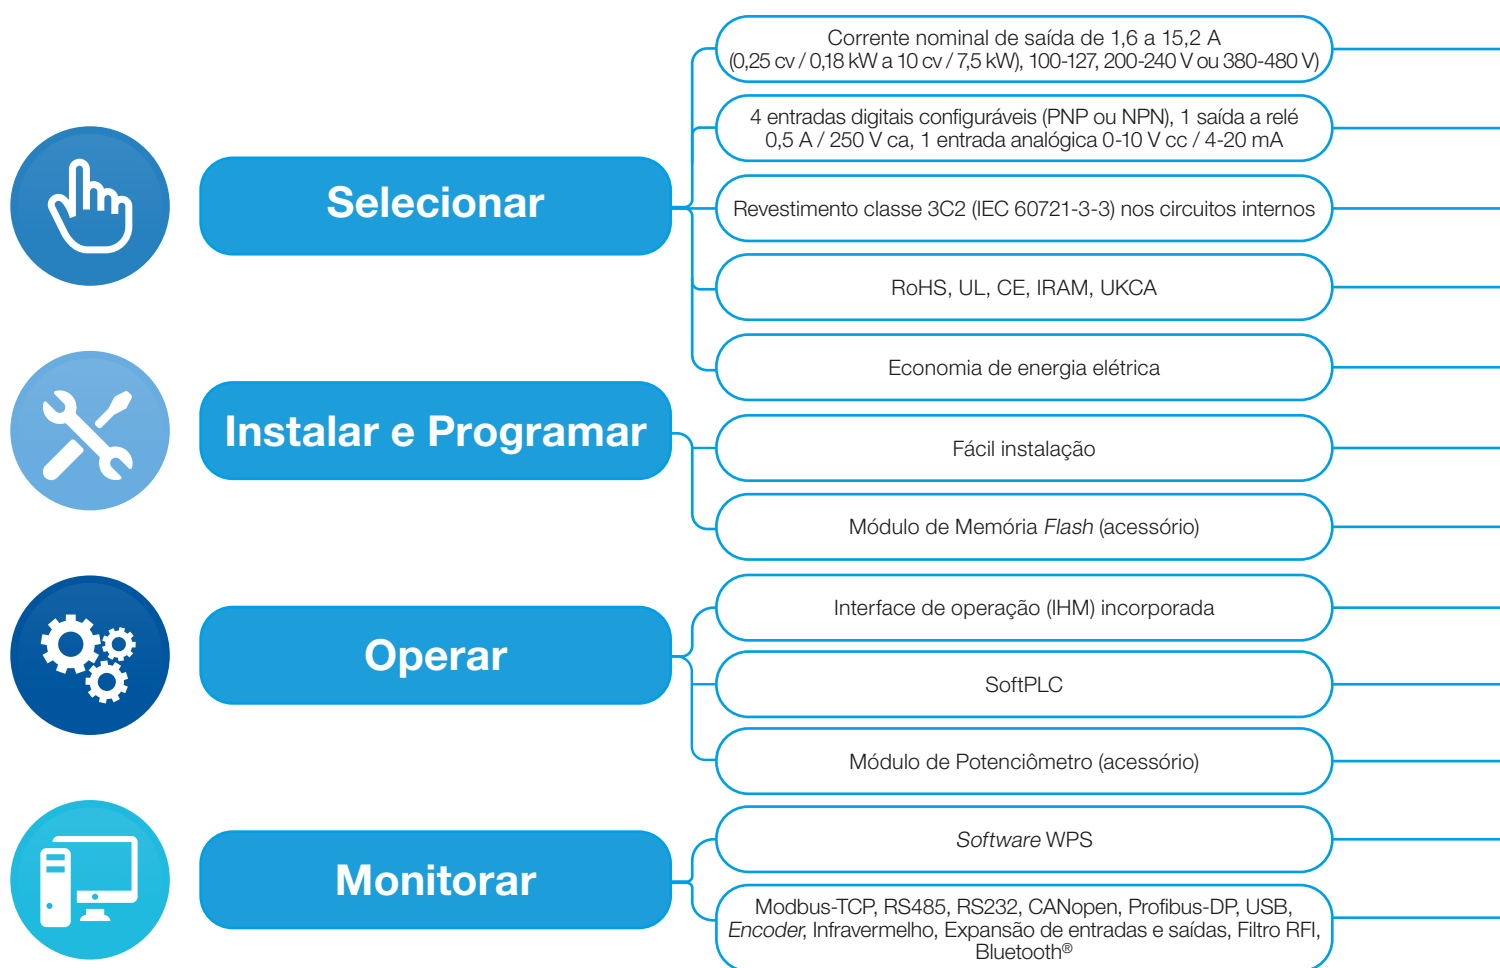 Selecionar
Corrente nominal de saída de 1,6 a 15,2 A
(0,25 cv / 0,18 kW a 10 cv / 7,5 kW), 100-127, 200-240 V ou 380-480 V)
4 entradas digitais configuráveis (PNP ou NPN), 1 saída a relé
0,5 A / 250 V ca, 1 entrada analógica 0-10 V cc / 4-20 mA
Revestimento classe 3C2 (IEC 60721-3-3) nos circuitos internos
RoHS, UL, CE, IRAM, UKCA
Economia de energia elétrica
Instalar e Programar
Fácil instalação
Módulo de Memória Flash (acessório)
Operar
Interface de operação (IHM) incorporada
SoftPLC
Módulo de Potenciômetro (acessório)
Monitorar
Software WPS
Modbus-TCP, RS485, RS232, CANopen, Profibus-DP, USB,
Encoder, Infravermelho, Expansão de entradas e saídas, Filtro RFI,
Bluetooth®